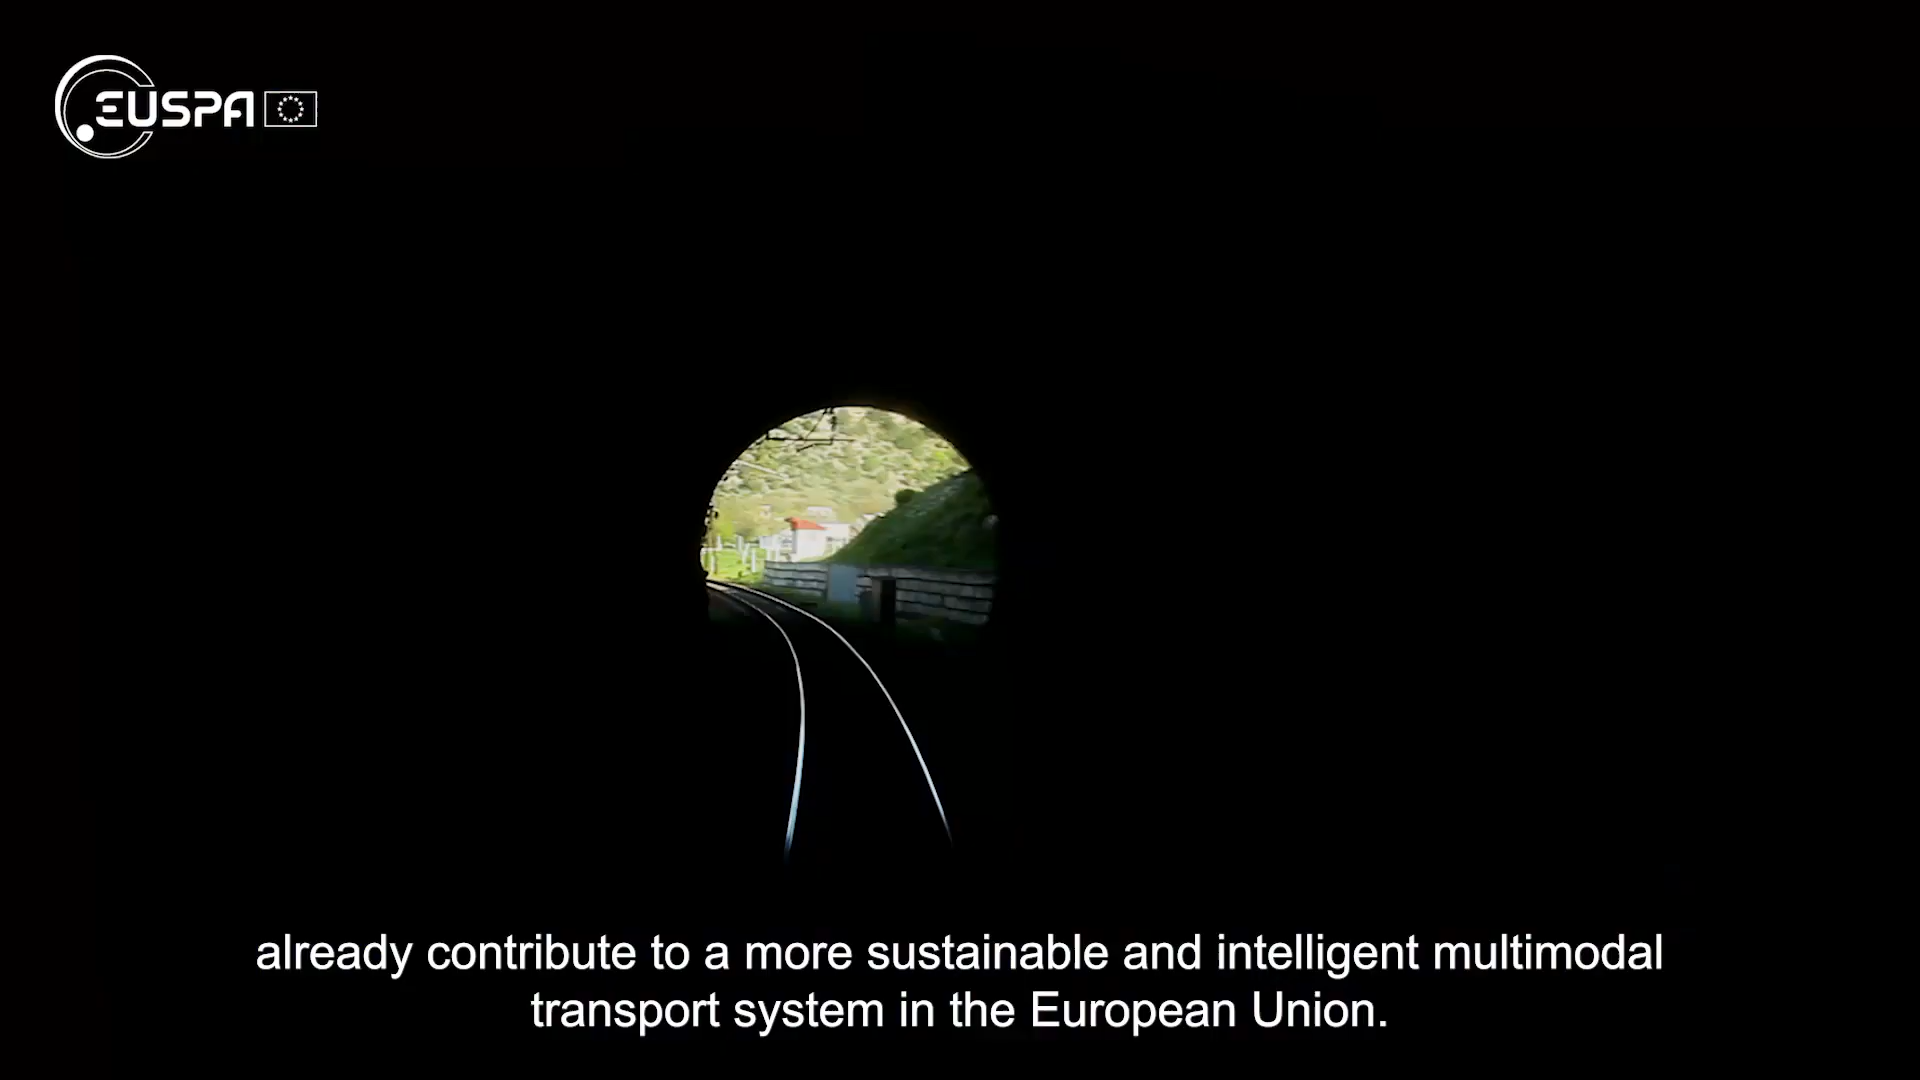 EUSPA
already contribute to a more sustainable and intelligent multimodal
transport system in the European Union.